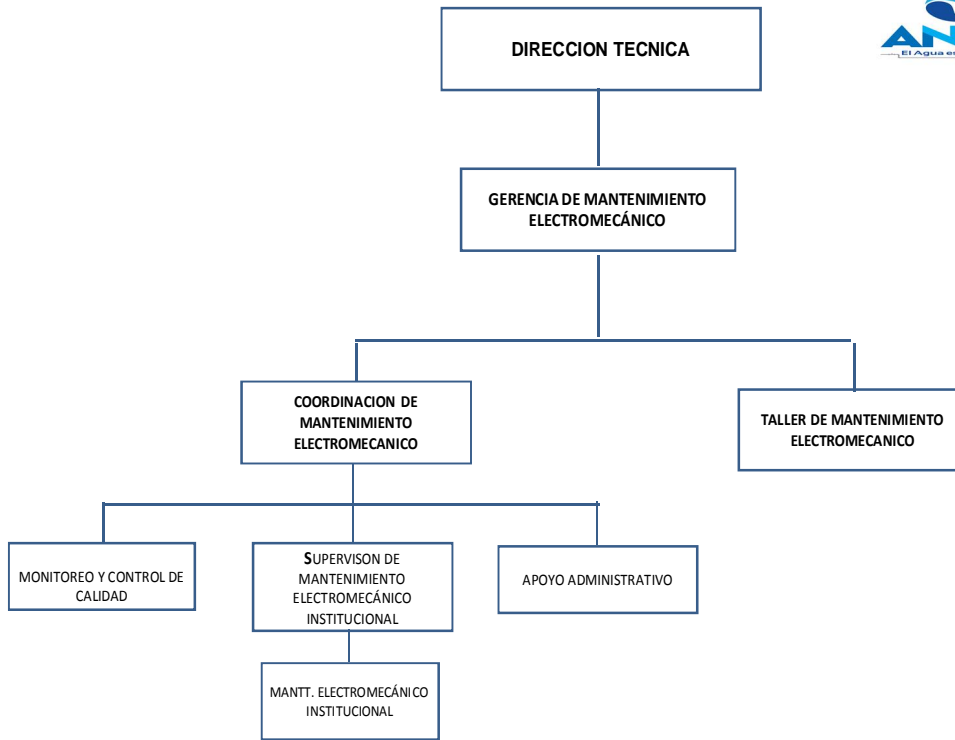 DIRECCION TECNICA
El Agua es
GERENCIA DE MANTENIMIENTO
ELECTROMECÁNICO
COORDINACION DE
MANTENIMIENTO
ELECTROMECANICO
TALLER DE MANTENIMIENTO
ELECTROMECANICO
MONITOREO Y CONTROL DE
CALIDAD
SUPERVISON DE
MANTENIMIENTO
ELECTROMECÁNICO
INSTITUCIONAL
APOYO ADMINISTRATIVO
MANTT. ELECTROMECÁNICO
INSTITUCIONAL